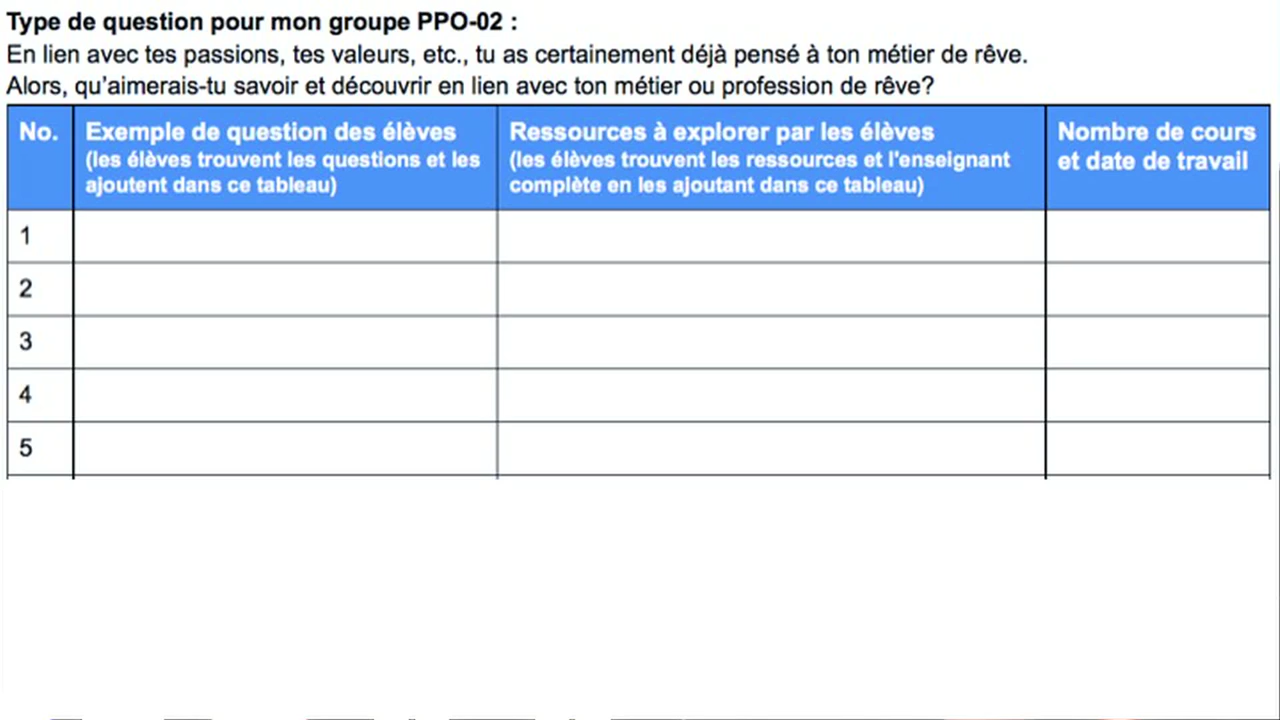 Type de question pour mon groupe PPO-02 :
En lien avec tes passions, tes valeurs, etc., tu as certainement déjà pensé à ton métier de rêve.
Alors, qu'aimerais-tu savoir et découvrir en lien avec ton métier ou profession de rêve?
No.
Exemple de question des élèves
(les élèves trouvent les questions et les
ajoutent dans ce tableau)
Ressources à explorer par les élèves
(les élèves trouvent les ressources et l'enseignant
complète en les ajoutant dans ce tableau)
Nombre de cours
et date de travail
1
2
3
4
5